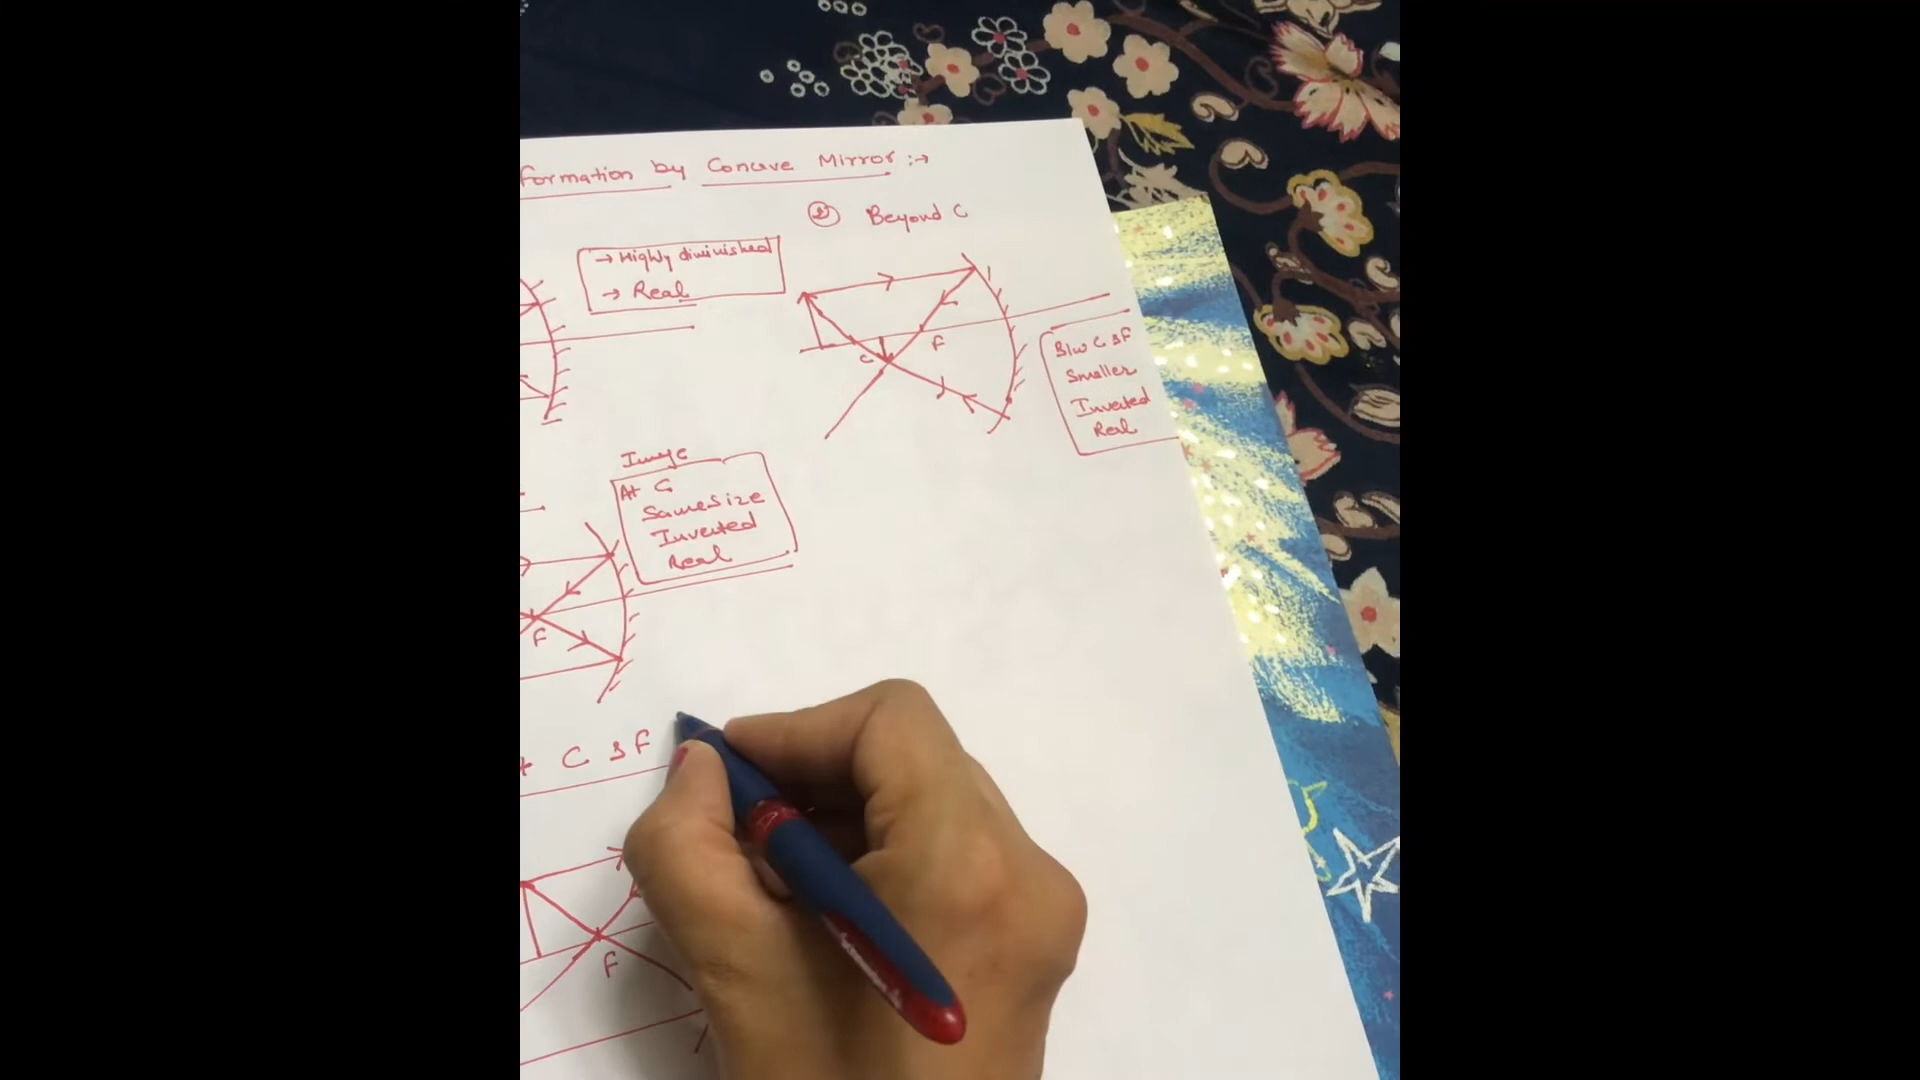 formation by Concave Mirror :→
② Beyond C
→ Highly diminished
→ Real
C
F
B/w C & F
Smaller
Inverted
Real
Image
At C
Same Size
Inverted
Real
F
C & F
F